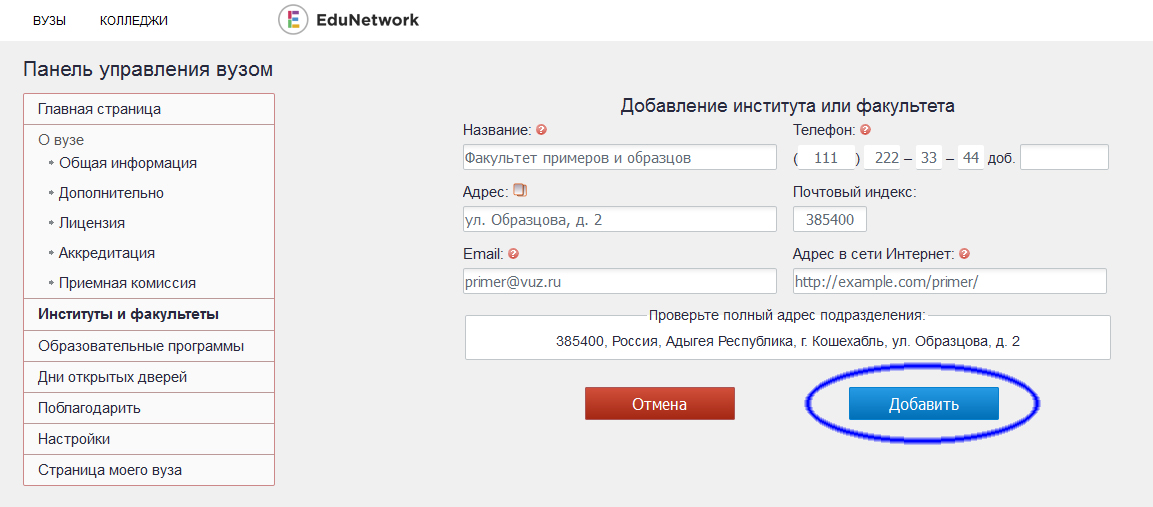 ВУЗЫ КОЛЛЕДЖИ EduNetwork
Панель управления вузом
Главная страница
О вузе
Общая информация
Дополнительно
Лицензия
Аккредитация
Приемная комиссия
Институты и факультеты
Образовательные программы
Дни открытых дверей
Поблагодарить
Настройки
Страница моего вуза
Добавление института или факультета
Название: ? Телефон: ?
Факультет примеров и образцов (111) 222 – 33 – 44 доб.
Адрес: Почтовый индекс:
ул. Образцова, д. 2 385400
Email: ? Адрес в сети Интернет: ?
primer@vuz.ru http://example.com/primer/
Проверьте полный адрес подразделения:
385400, Россия, Адыгея Республика, г. Кошехабль, ул. Образцова, д. 2
Отмена Добавить